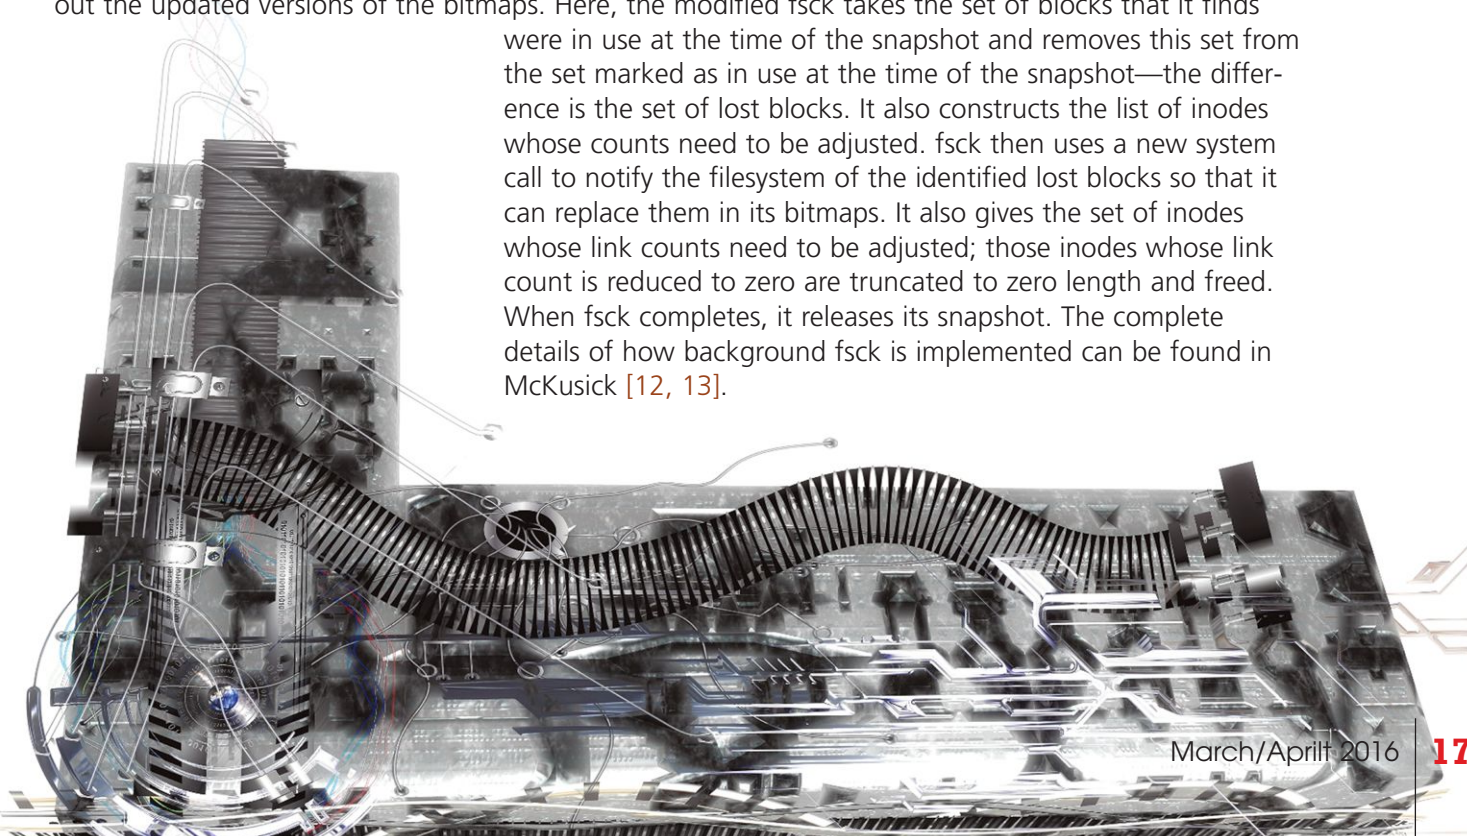 out the updated versions of the bitmaps. Here, the modified fsck takes the set of blocks that it finds
were in use at the time of the snapshot and removes this set from
the set marked as in use at the time of the snapshot—the differ-
ence is the set of lost blocks. It also constructs the list of inodes
whose counts need to be adjusted. fsck then uses a new system
call to notify the filesystem of the identified lost blocks so that it
can replace them in its bitmaps. It also gives the set of inodes
whose link counts need to be adjusted; those inodes whose link
count is reduced to zero are truncated to zero length and freed.
When fsck completes, it releases its snapshot. The complete
details of how background fsck is implemented can be found in
McKusick [12, 13].
March/Aprilt 2016
17